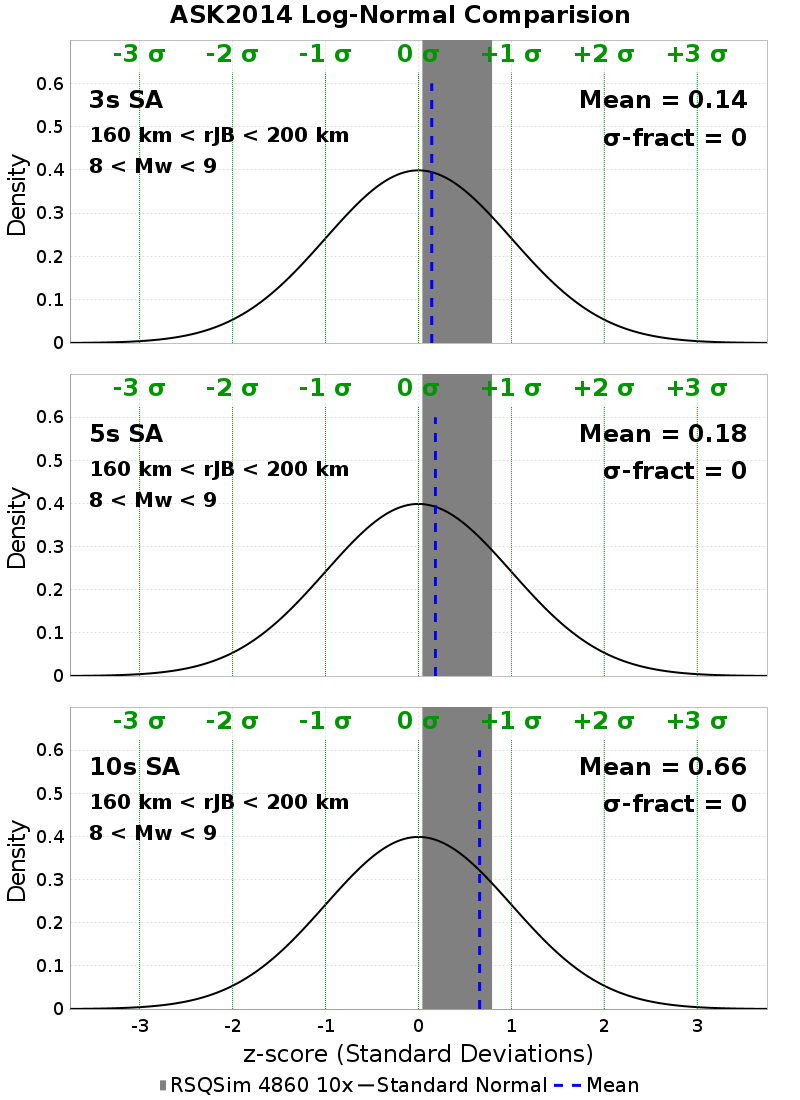 ASK2014 Log-Normal Comparision
-3 σ -2 σ -1 σ 0 σ +1 σ +2 σ +3 σ
0.6
3s SA Mean = 0.14
0.5
160 km < rJB < 200 km σ-fract = 0
8 < Mw < 9
0.4
0.3
0.2
0.1
0
Density
-3 σ -2 σ -1 σ 0 σ +1 σ +2 σ +3 σ
0.6
5s SA Mean = 0.18
0.5
160 km < rJB < 200 km σ-fract = 0
8 < Mw < 9
0.4
0.3
0.2
0.1
0
Density
-3 σ -2 σ -1 σ 0 σ +1 σ +2 σ +3 σ
0.6
10s SA Mean = 0.66
0.5
160 km < rJB < 200 km σ-fract = 0
8 < Mw < 9
0.4
0.3
0.2
0.1
0
Density
-3 -2 -1 0 1 2 3
z-score (Standard Deviations)
RSQSim 4860 10x Standard Normal Mean